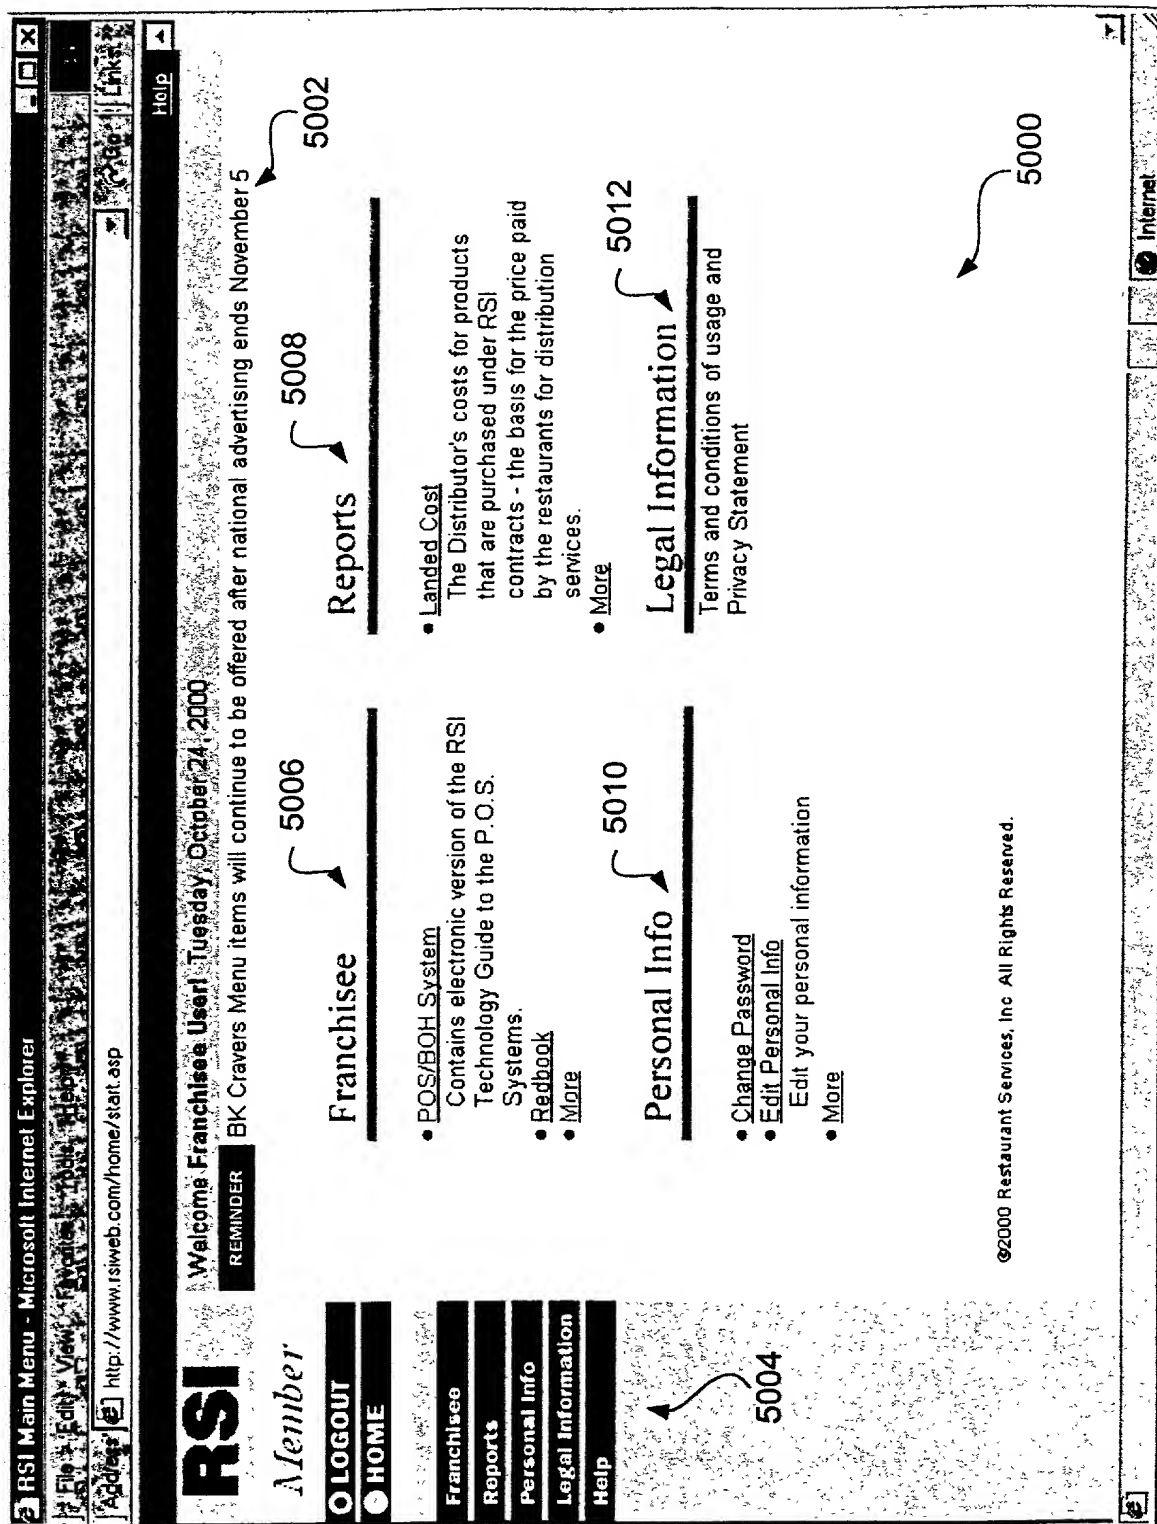 RSI Main Menu - Microsoft Internet Explorer
File Edit View Favorites Tools Help
Address http://www.rsiweb.com/home/start.asp Go Links »
Help
RSI
Welcome Franchisee User! Tuesday, October 24, 2000
REMINDER BK Cravers Menu items will continue to be offered after national advertising ends November 5
5002
Member
LOGOUT
HOME
Franchisee
Reports
Personal Info
Legal Information
Help
5004
5006
Franchisee
• POS/BOH System
Contains electronic version of the RSI
Technology Guide to the P.O.S.
Systems.
• Redbook
• More
5008
Reports
• Landed Cost
The Distributor's costs for products
that are purchased under RSI
contracts - the basis for the price paid
by the restaurants for distribution
services.
• More
5010
Personal Info
• Change Password
• Edit Personal Info
Edit your personal information
• More
5012
Legal Information
Terms and conditions of usage and
Privacy Statement
5000
©2000 Restaurant Services, Inc All Rights Reserved.
Internet